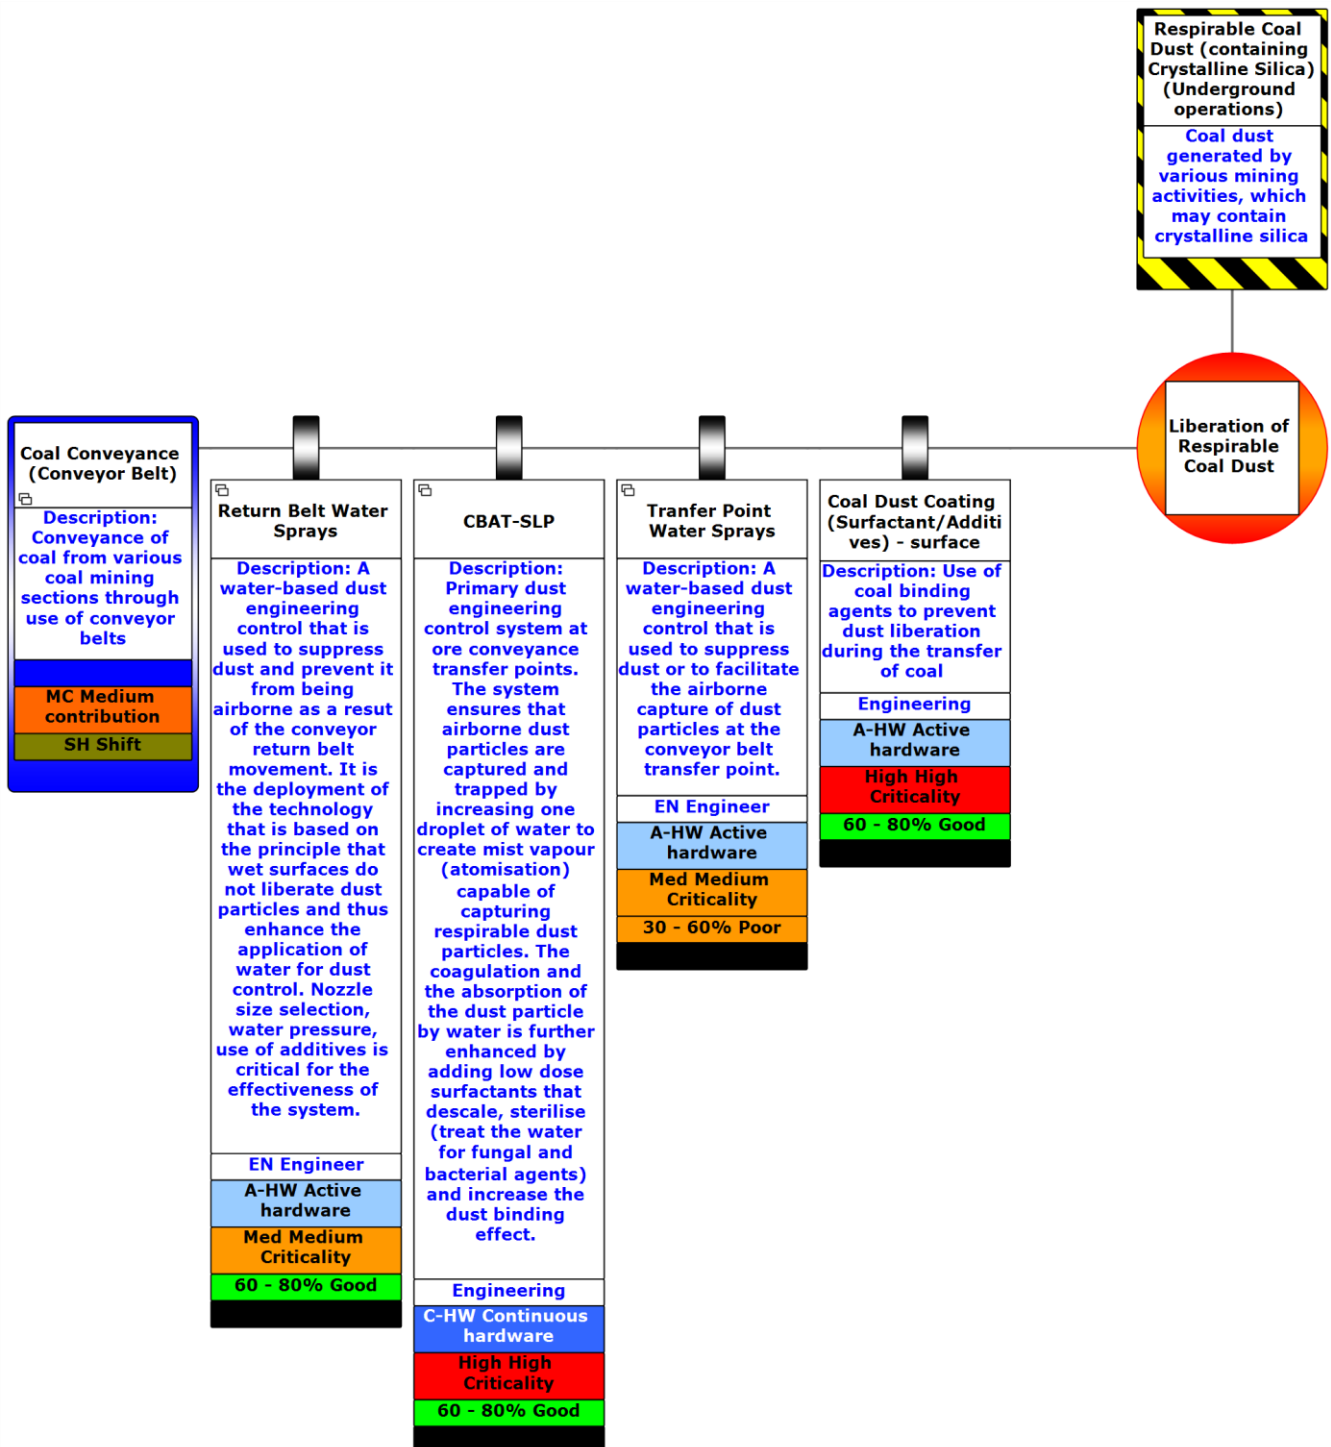 Respirable Coal
Dust (containing
Crystalline Silica)
(Underground
operations)
Coal dust
generated by
various mining
activities, which
may contain
crystalline silica
Liberation of
Respirable
Coal Dust
Coal Conveyance
(Conveyor Belt)
Description:
Conveyance of
coal from various
coal mining
sections through
use of conveyor
belts
MC Medium
contribution
SH Shift
Return Belt Water
Sprays
Description: A
water-based dust
engineering
control that is
used to suppress
dust and prevent it
from being
airborne as a resut
of the conveyor
return belt
movement. It is
the deployment of
the technology
that is based on
the principle that
wet surfaces do
not liberate dust
particles and thus
enhance the
application of
water for dust
control. Nozzle
size selection,
water pressure,
use of additives is
critical for the
effectiveness of
the system.
EN Engineer
A-HW Active
hardware
Med Medium
Criticality
60 - 80% Good
CBAT-SLP
Description:
Primary dust
engineering
control system at
ore conveyance
transfer points.
The system
ensures that
airborne dust
particles are
captured and
trapped by
increasing one
droplet of water to
create mist vapour
(atomisation)
capable of
capturing
respirable dust
particles. The
coagulation and
the absorption of
the dust particle
by water is further
enhanced by
adding low dose
surfactants that
descale, sterilise
(treat the water
for fungal and
bacterial agents)
and increase the
dust binding
effect.
Engineering
C-HW Continuous
hardware
High High
Criticality
60 - 80% Good
Tranfer Point
Water Sprays
Description: A
water-based dust
engineering
control that is
used to suppress
dust or to facilitate
the airborne
capture of dust
particles at the
conveyor belt
transfer point.
EN Engineer
A-HW Active
hardware
Med Medium
Criticality
30 - 60% Poor
Coal Dust Coating
(Surfactant/Additi
ves) - surface
Description: Use of
coal binding
agents to prevent
dust liberation
during the transfer
of coal
Engineering
A-HW Active
hardware
High High
Criticality
60 - 80% Good